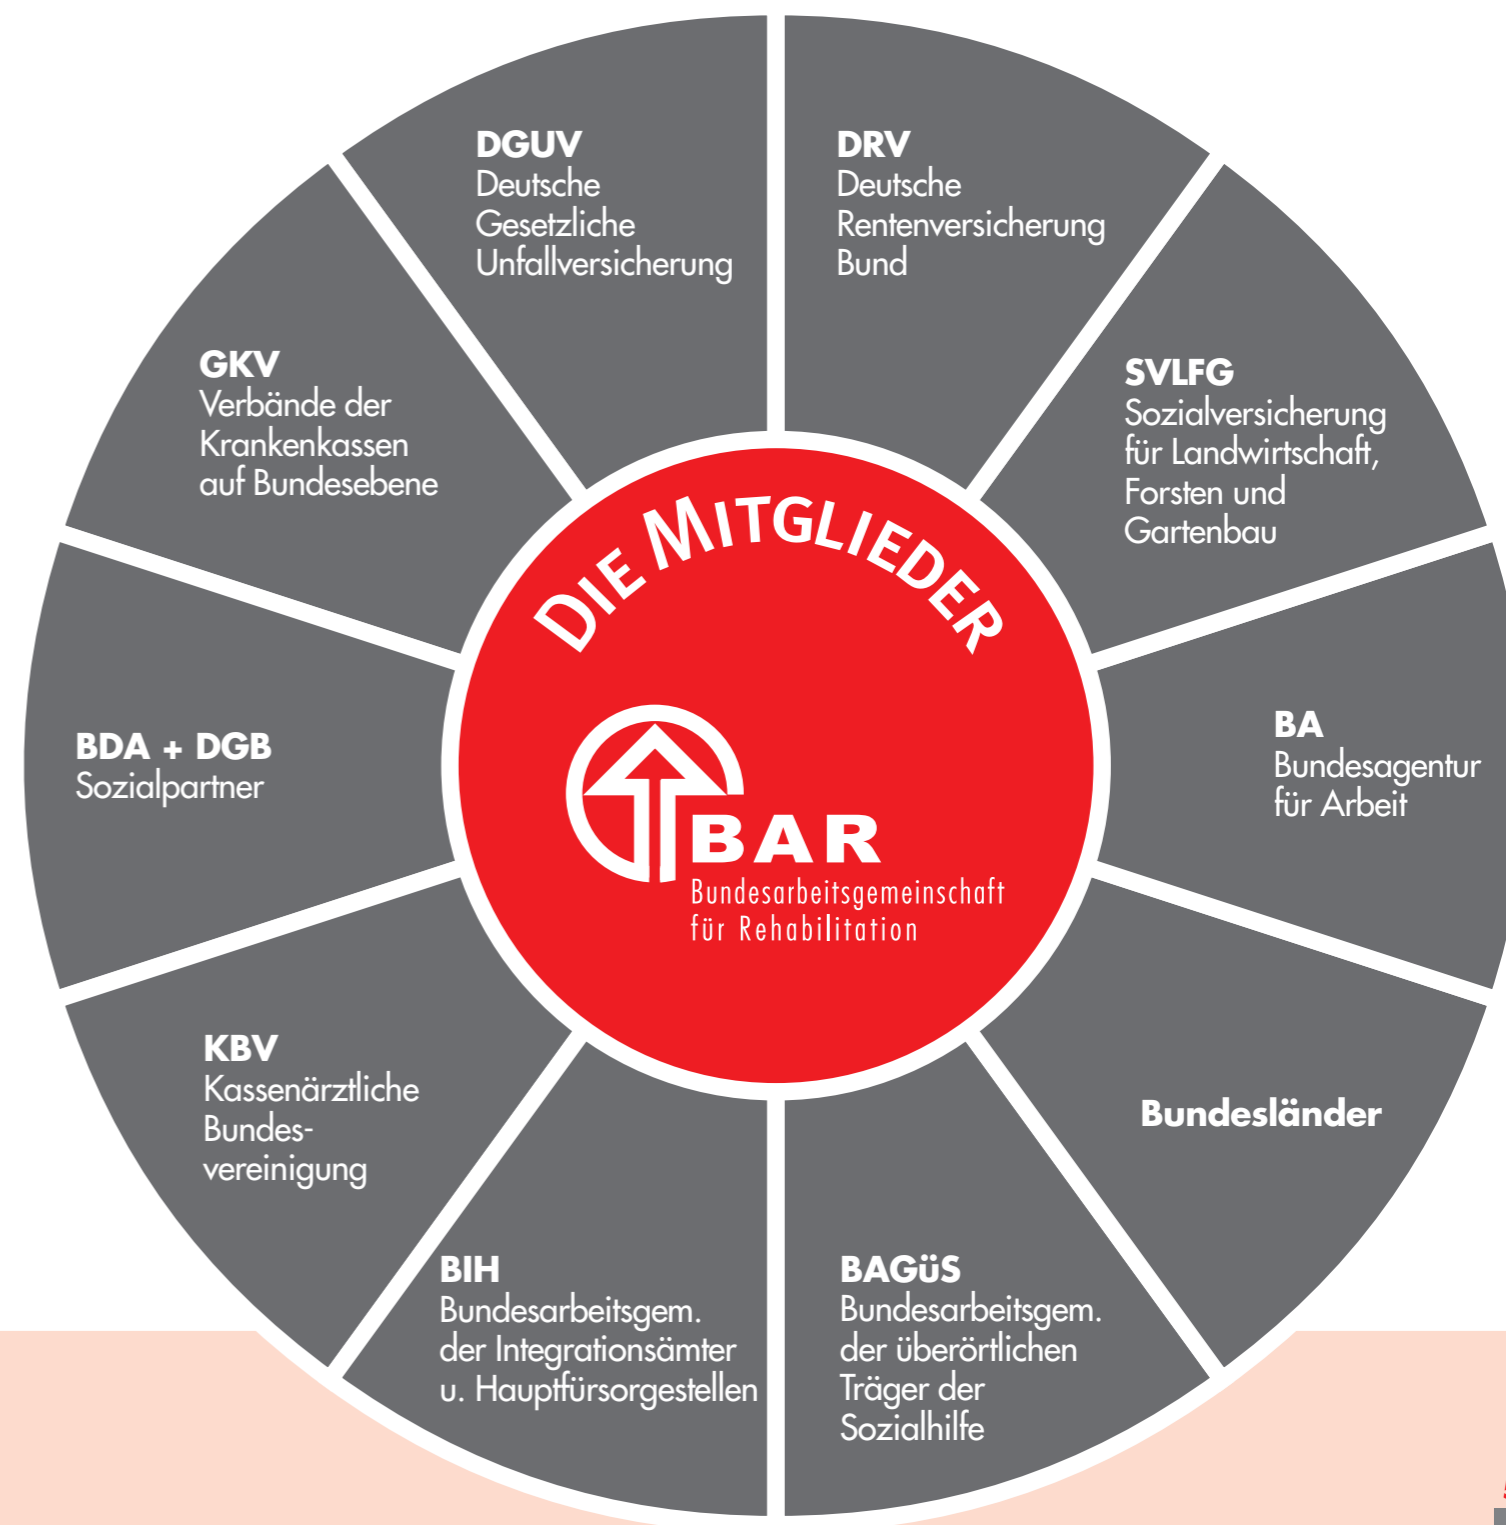 DGUV
Deutsche
Gesetzliche
Unfallversicherung
DRV
Deutsche
Rentenversicherung
Bund
GKV
Verbände der
Krankenkassen
auf Bundesebene
SVLFG
Sozialversicherung
für Landwirtschaft,
Forsten und
Gartenbau
DIE MITGLIEDER
BDA + DGB
Sozialpartner
BAR
Bundesarbeitsgemeinschaft
für Rehabilitation
BA
Bundesagentur
für Arbeit
KBV
Kassenärztliche
Bundes-
vereinigung
Bundesländer
BIH
Bundesarbeitsgem.
der Integrationsämter
u. Hauptfürsorgestellen
BAGüS
Bundesarbeitsgem.
der überörtlichen
Träger der
Sozialhilfe